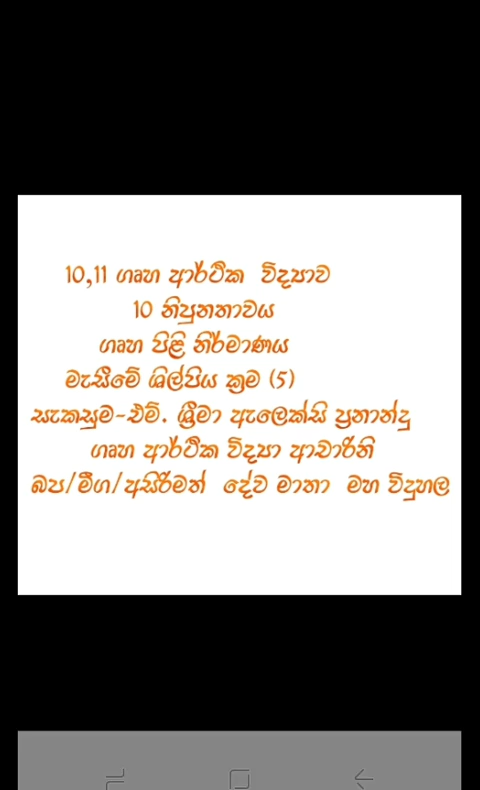 10,11 ගෘහ ආර්ථික විද්‍යාව
10 නිපුනතාවය
ගෘහ පිළි නිර්මාණය
මැසීමේ ශිල්පිය ක්‍රම (5)
සැකසුම-එම්. ශ්‍රීමා ඇලෙක්සි ප්‍රනාන්දු
ගෘහ ආර්ථික විද්‍යා ආචාරිනි
බප/මීග/අසිරිමත් දේව මාතා මහ විදුහල